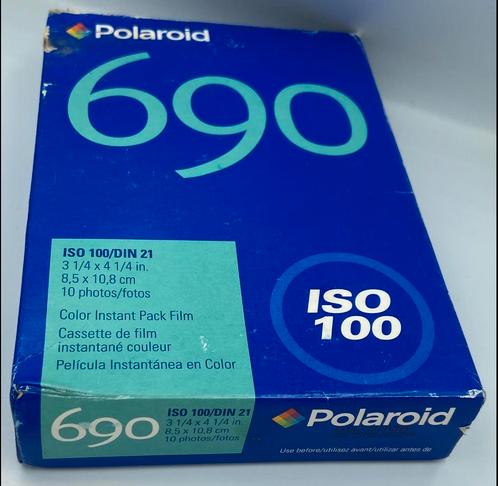 Polaroid
690
ISO 100/DIN 21
3 1/4 x 4 1/4 in.
8,5 x 10,8 cm
10 photos/fotos
Color Instant Pack Film
Cassette de film
instantané couleur
Película Instantánea en Color
ISO
100
690
ISO 100/DIN 21
3 1/4 x 4 1/4 in.
8,5 x 10,8 cm
10 photos/fotos
Polaroid
Use before/utilisez avant/utilizar antes de